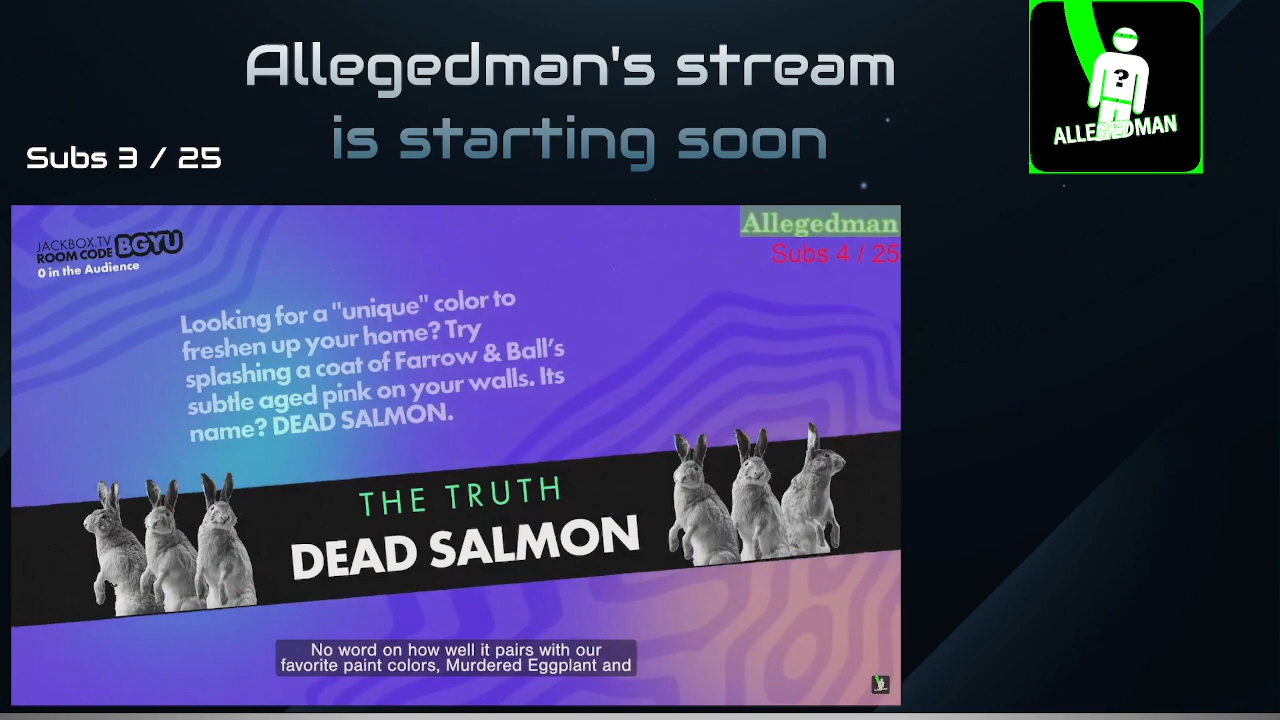 Allegedman's stream
is starting soon
Subs 3 / 25
?
ALLEGEDMAN
Allegedman
Subs 4 / 25
JACKBOX.TV
ROOM CODE BGYU
0 in the Audience
Looking for a "unique" color to
freshen up your home? Try
splashing a coat of Farrow & Ball's
subtle aged pink on your walls. Its
name? DEAD SALMON.
THE TRUTH
DEAD SALMON
No word on how well it pairs with our
favorite paint colors, Murdered Eggplant and